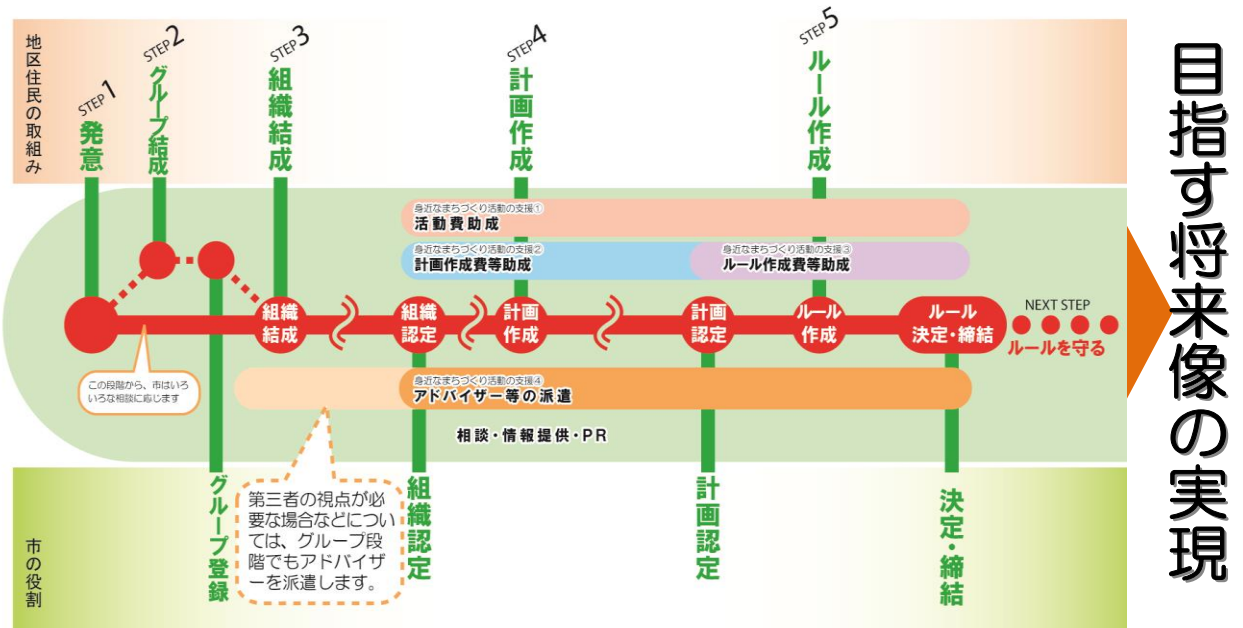 地区住民の取組み
STEP1
発意
STEP2
グループ結成
STEP3
組織結成
STEP4
計画作成
STEP5
ルール作成
身近なまちづくり活動の支援①
活動費助成
身近なまちづくり活動の支援②
計画作成費等助成
身近なまちづくり活動の支援③
ルール作成費等助成
組織
結成
組織
認定
計画
作成
計画
認定
ルール
作成
ルール
決定・締結
NEXT STEP
ルールを守る
この段階から、市はいろ
いろな相談に応じます
身近なまちづくり活動の支援④
アドバイザー等の派遣
相談・情報提供・PR
第三者の視点が必
要な場合などについ
ては、グループ段
階でもアドバイザ
ーを派遣します。
市の役割
グループ登録
組織認定
計画認定
決定・締結
目指す将来像の実現